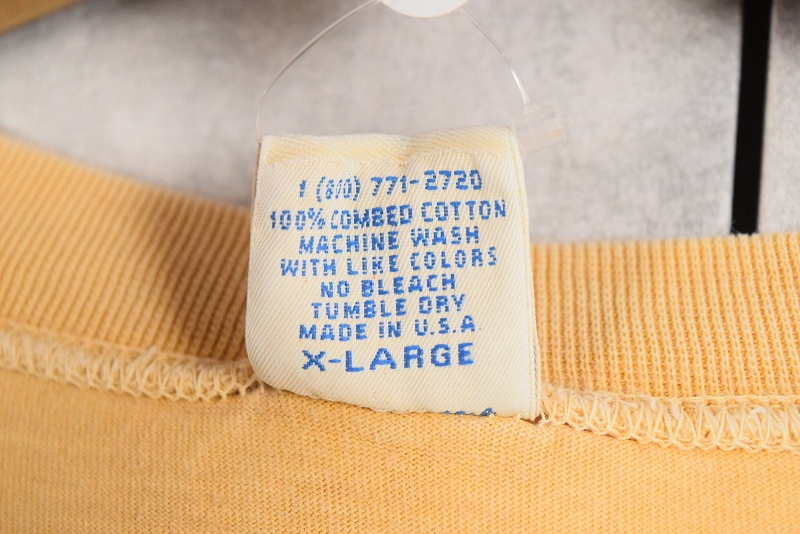 1 (800) 771-2720
100% COMBED COTTON
MACHINE WASH
WITH LIKE COLORS
NO BLEACH
TUMBLE DRY
MADE IN U.S.A.
X-LARGE